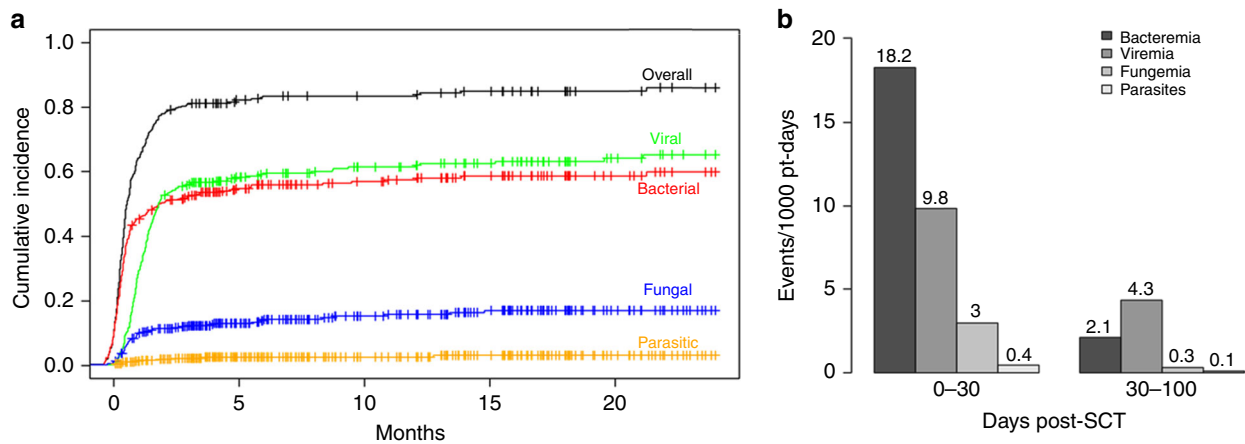 a
Cumulative incidence
1.0
0.8
0.6
0.4
0.2
0.0
Overall
Viral
Bacterial
Fungal
Parasitic
0 5 10 15 20
Months
b
Events/1000 pt-days
20
15
10
5
0
Bacteremia
Viremia
Fungemia
Parasites
18.2
9.8
3
0.4
2.1
4.3
0.3
0.1
0–30 30–100
Days post-SCT